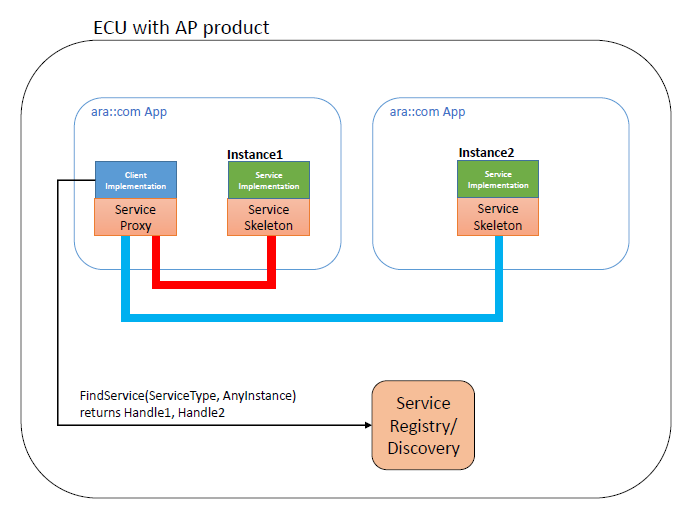 ECU with AP product
ara::com App
ara::com App
Instance1
Instance2
Client
Implementation
Service
Implementation
Service
Implementation
Service
Proxy
Service
Skeleton
Service
Skeleton
FindService(ServiceType, AnyInstance)
returns Handle1, Handle2
Service
Registry/
Discovery